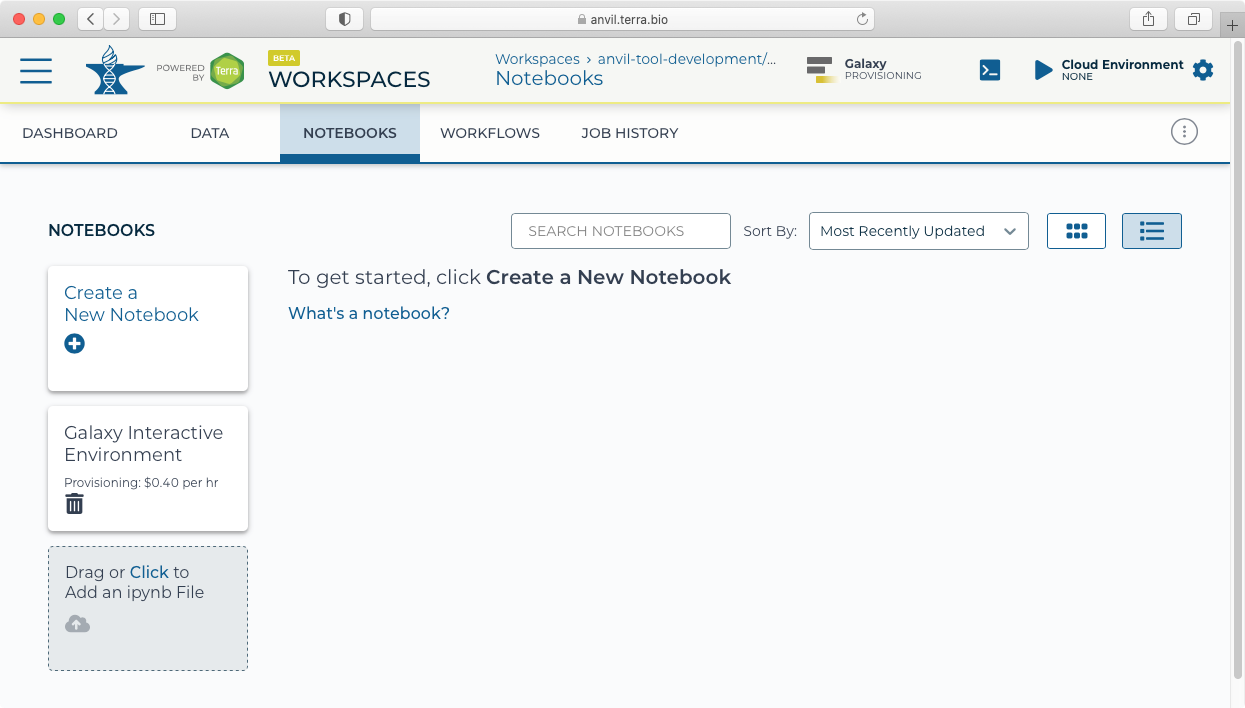 anvil.terra.bio
POWERED
BY
Terra
BETA
WORKSPACES
Workspaces › anvil-tool-development/...
Notebooks
Galaxy
PROVISIONING
Cloud Environment
NONE
DASHBOARD
DATA
NOTEBOOKS
WORKFLOWS
JOB HISTORY
NOTEBOOKS
SEARCH NOTEBOOKS
Sort By:
Most Recently Updated
Create a
New Notebook
To get started, click Create a New Notebook
What's a notebook?
Galaxy Interactive
Environment
Provisioning: $0.40 per hr
Drag or Click to
Add an ipynb File